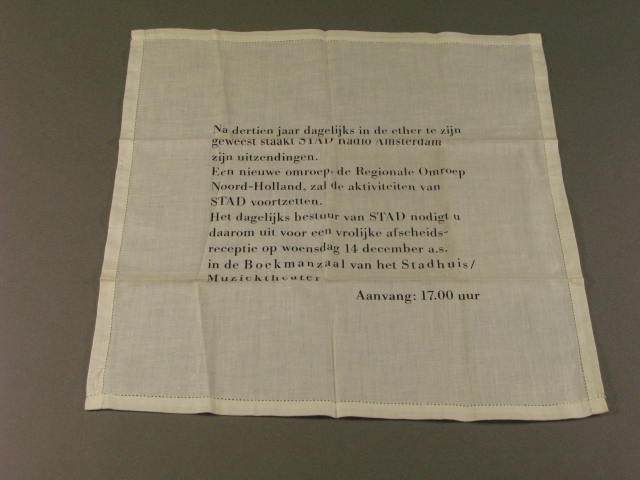 Na dertien jaar dagelijks in de ether te zijn
geweest staakt STAD Radio Amsterdam
zijn uitzendingen.
Een nieuwe omroep, de Regionale Omroep
Noord-Holland, zal de aktiviteiten van
STAD voortzetten.
Het dagelijks bestuur van STAD nodigt u
daarom uit voor een vrolijke afscheids-
receptie op woensdag 14 december a.s.
in de Boekmanzaal van het Stadhuis/
Muziektheater
Aanvang: 17.00 uur